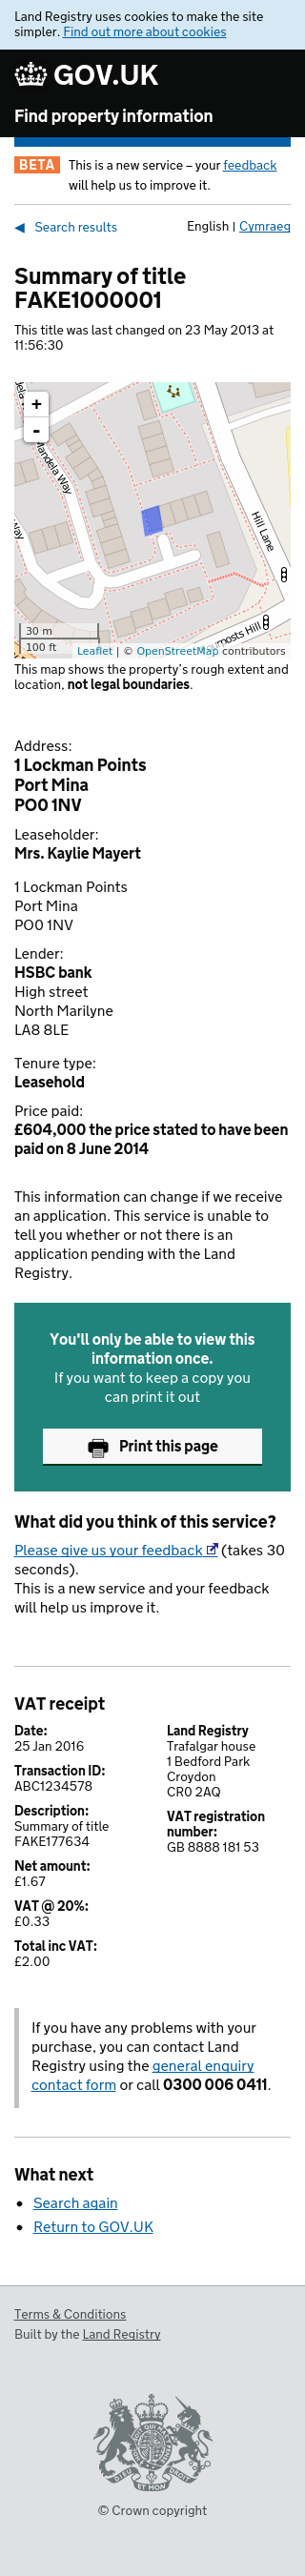 Land Registry uses cookies to make the site
simpler. Find out more about cookies
GOV.UK
Find property information
BETA This is a new service – your feedback
will help us to improve it.
Search results
English | Cymraeg
Summary of title
FAKE1000001
This title was last changed on 23 May 2013 at
11:56:30
+
-
Mandela Way
Hill Lane
30 m
100 ft
Leaflet | © OpenStreetMap contributors
This map shows the property's rough extent and
location, not legal boundaries.
Address:
1 Lockman Points
Port Mina
PO0 1NV
Leaseholder:
Mrs. Kaylie Mayert
1 Lockman Points
Port Mina
PO0 1NV
Lender:
HSBC bank
High street
North Marilyne
LA8 8LE
Tenure type:
Leasehold
Price paid:
£604,000 the price stated to have been
paid on 8 June 2014
This information can change if we receive
an application. This service is unable to
tell you whether or not there is an
application pending with the Land
Registry.
You'll only be able to view this
information once.
If you want to keep a copy you
can print it out
Print this page
What did you think of this service?
Please give us your feedback (takes 30
seconds).
This is a new service and your feedback
will help us improve it.
VAT receipt
Date:
25 Jan 2016
Transaction ID:
ABC1234578
Description:
Summary of title
FAKE177634
Net amount:
£1.67
VAT @ 20%:
£0.33
Total inc VAT:
£2.00
Land Registry
Trafalgar house
1 Bedford Park
Croydon
CR0 2AQ
VAT registration
number:
GB 8888 181 53
If you have any problems with your
purchase, you can contact Land
Registry using the general enquiry
contact form or call 0300 006 0411.
What next
Search again
Return to GOV.UK
Terms & Conditions
Built by the Land Registry
© Crown copyright